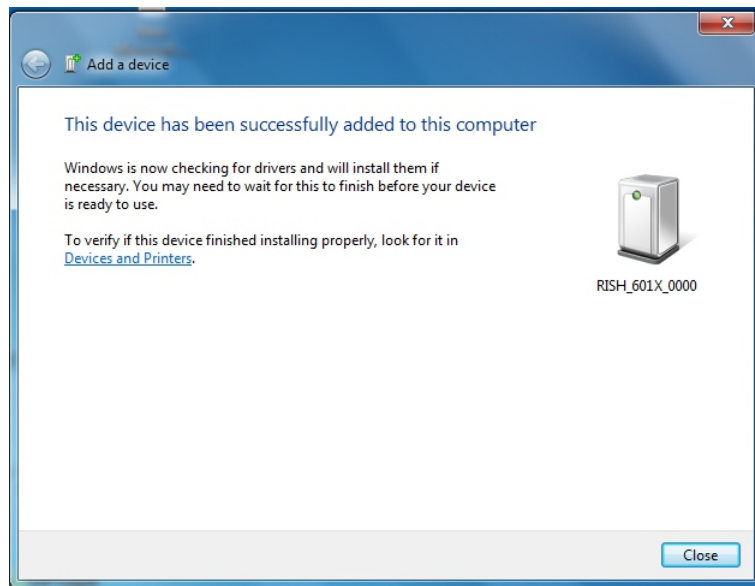 Add a device
This device has been successfully added to this computer
Windows is now checking for drivers and will install them if
necessary. You may need to wait for this to finish before your device
is ready to use.
To verify if this device finished installing properly, look for it in
Devices and Printers.
RISH_601X_0000
Close